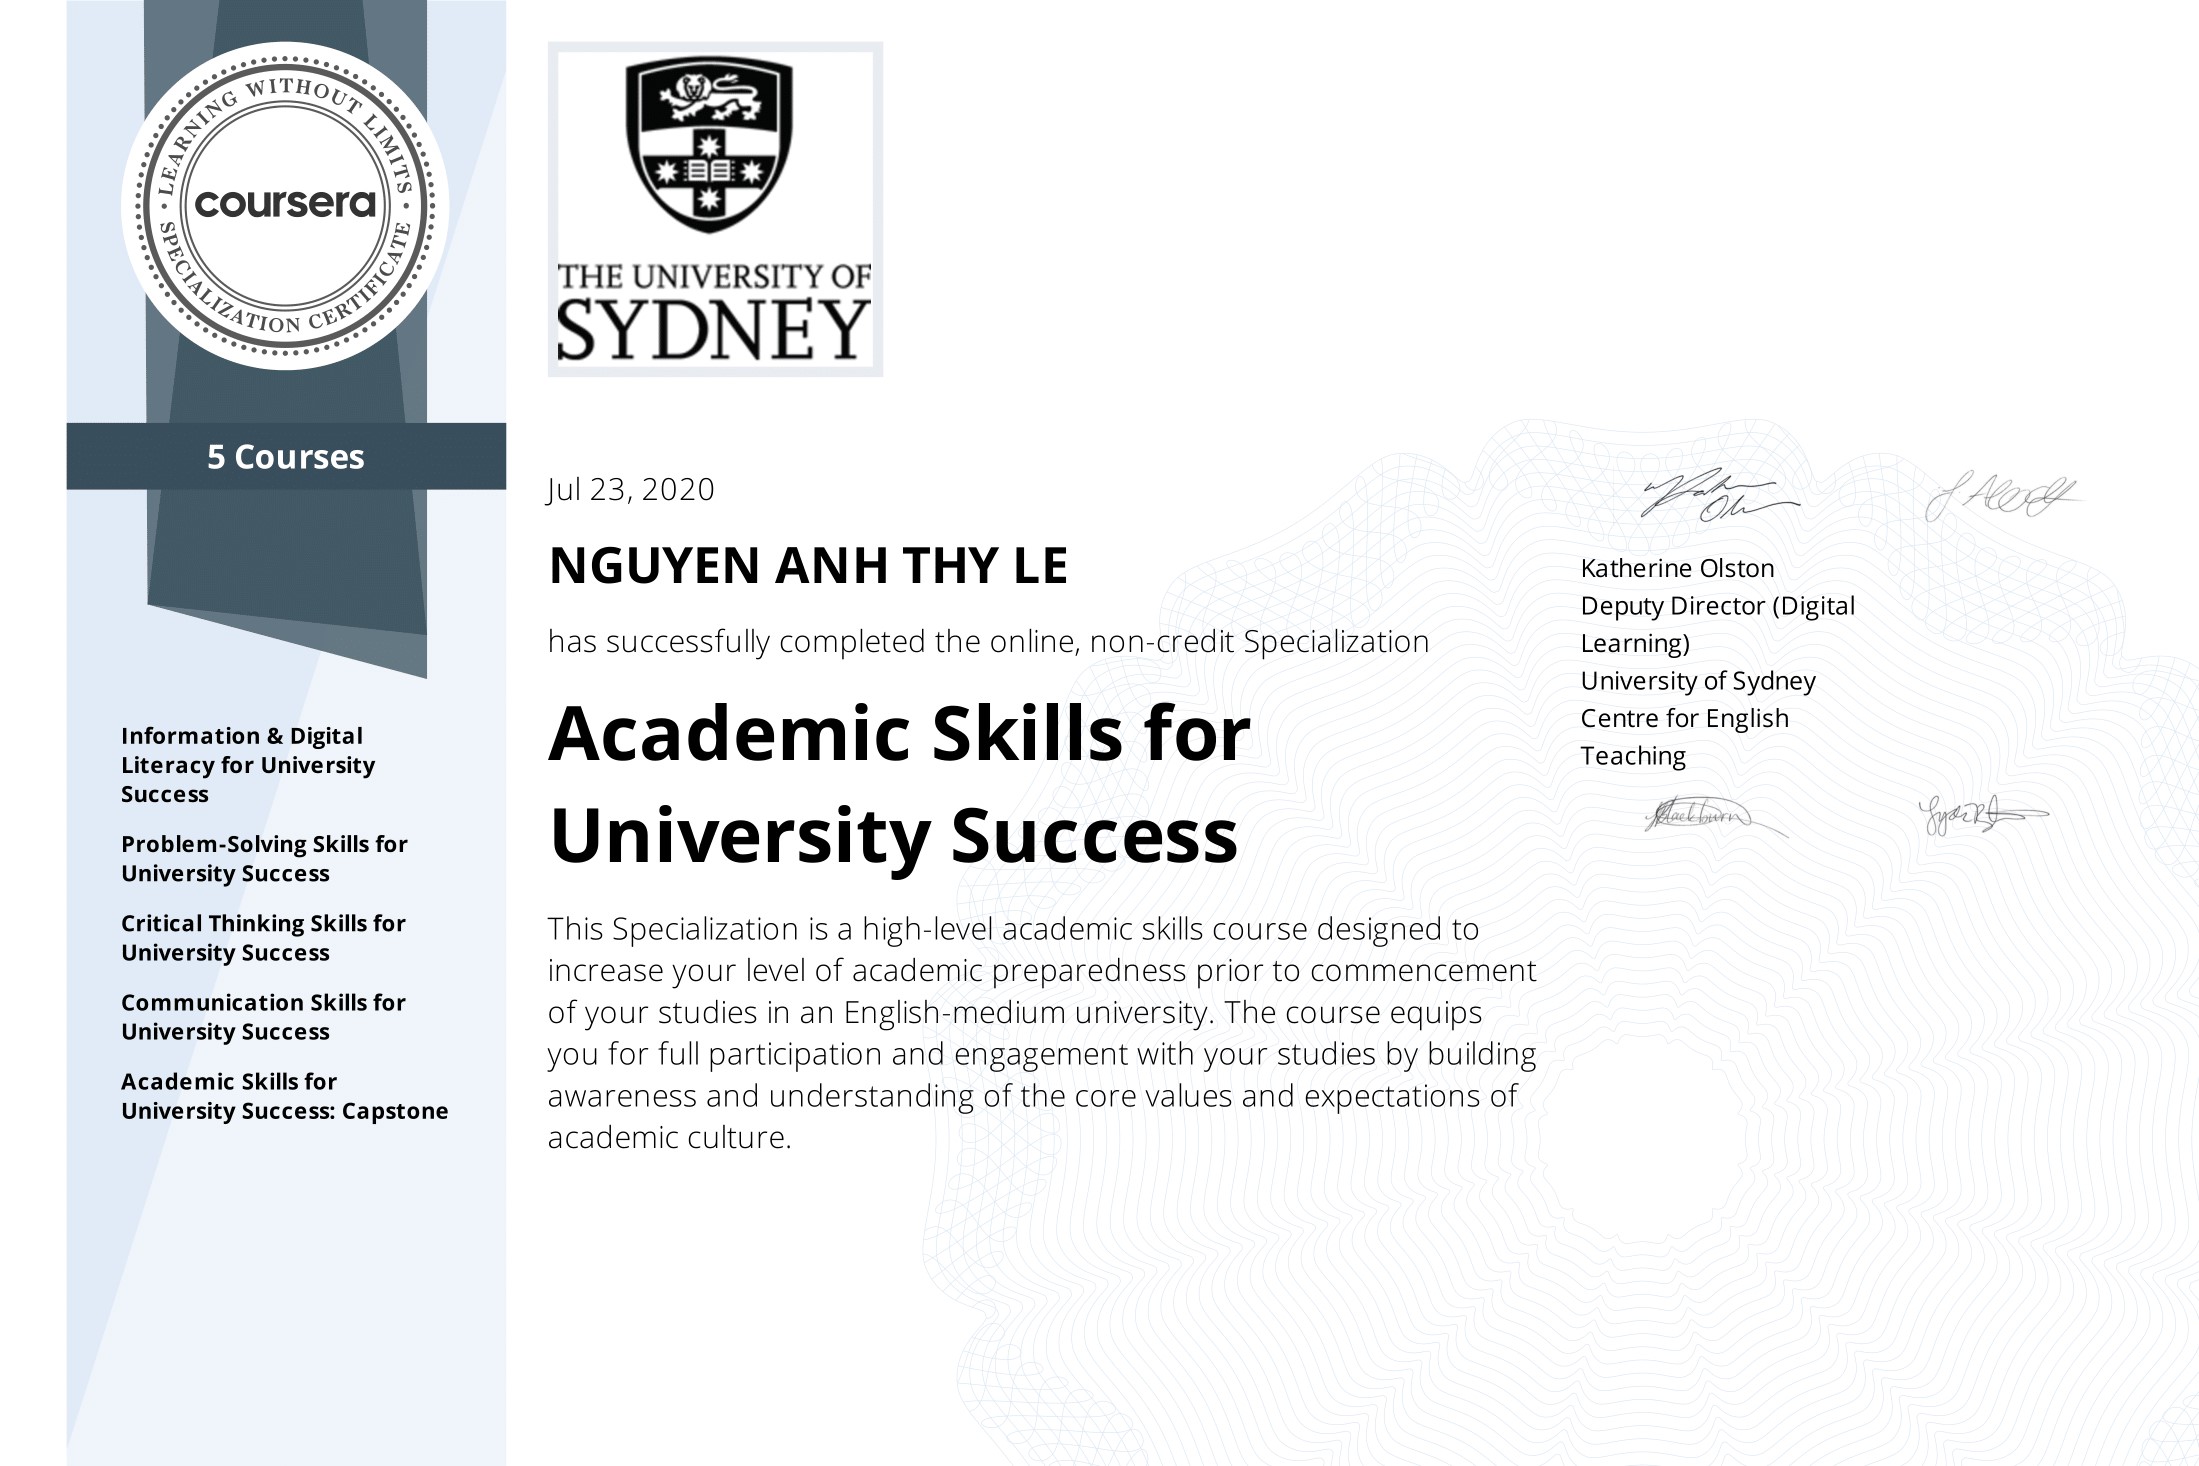 LEARNING WITHOUT LIMITS
coursera
SPECIALIZATION CERTIFICATE
5 Courses
Information & Digital
Literacy for University
Success
Problem-Solving Skills for
University Success
Critical Thinking Skills for
University Success
Communication Skills for
University Success
Academic Skills for
University Success: Capstone
THE UNIVERSITY OF
SYDNEY
Jul 23, 2020
NGUYEN ANH THY LE
has successfully completed the online, non-credit Specialization
Academic Skills for
University Success
This Specialization is a high-level academic skills course designed to
increase your level of academic preparedness prior to commencement
of your studies in an English-medium university. The course equips
you for full participation and engagement with your studies by building
awareness and understanding of the core values and expectations of
academic culture.
Katherine Olston
Deputy Director (Digital
Learning)
University of Sydney
Centre for English
Teaching